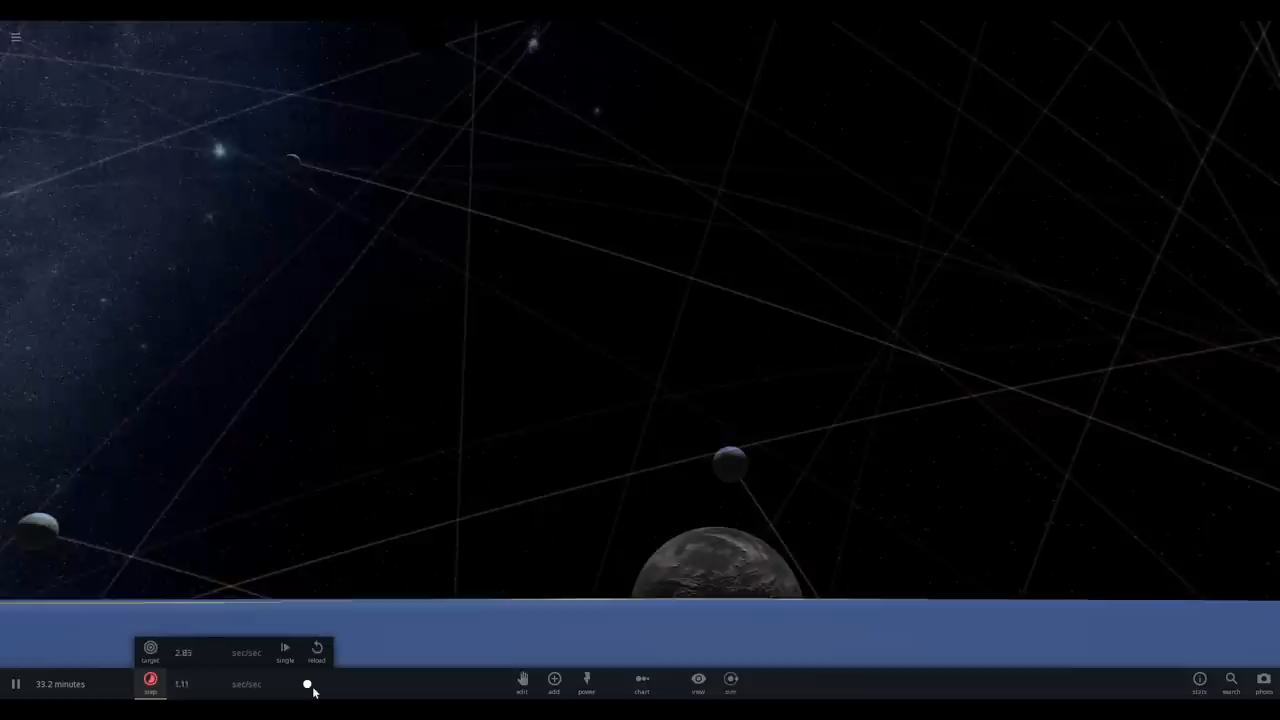 target 2.83 sec/sec single reload
33.2 minutes step 1.11 sec/sec edit add power chart view sim stats search photo